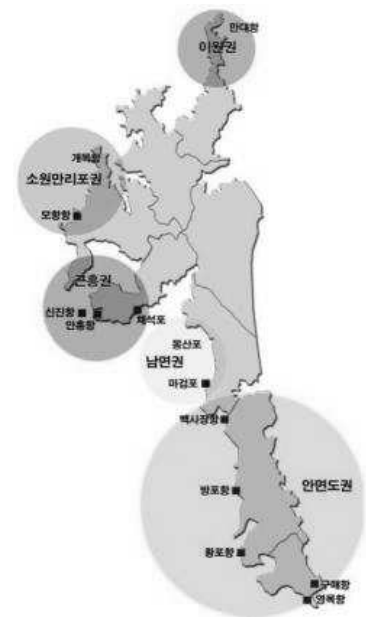 만대항
이원권
개목항
소원만리포권
모항항
근흥권
신진항
안흥항
채석포
몽산포
남면권
마검포
백사장항
안면도권
방포항
황포항
구매항
영목항